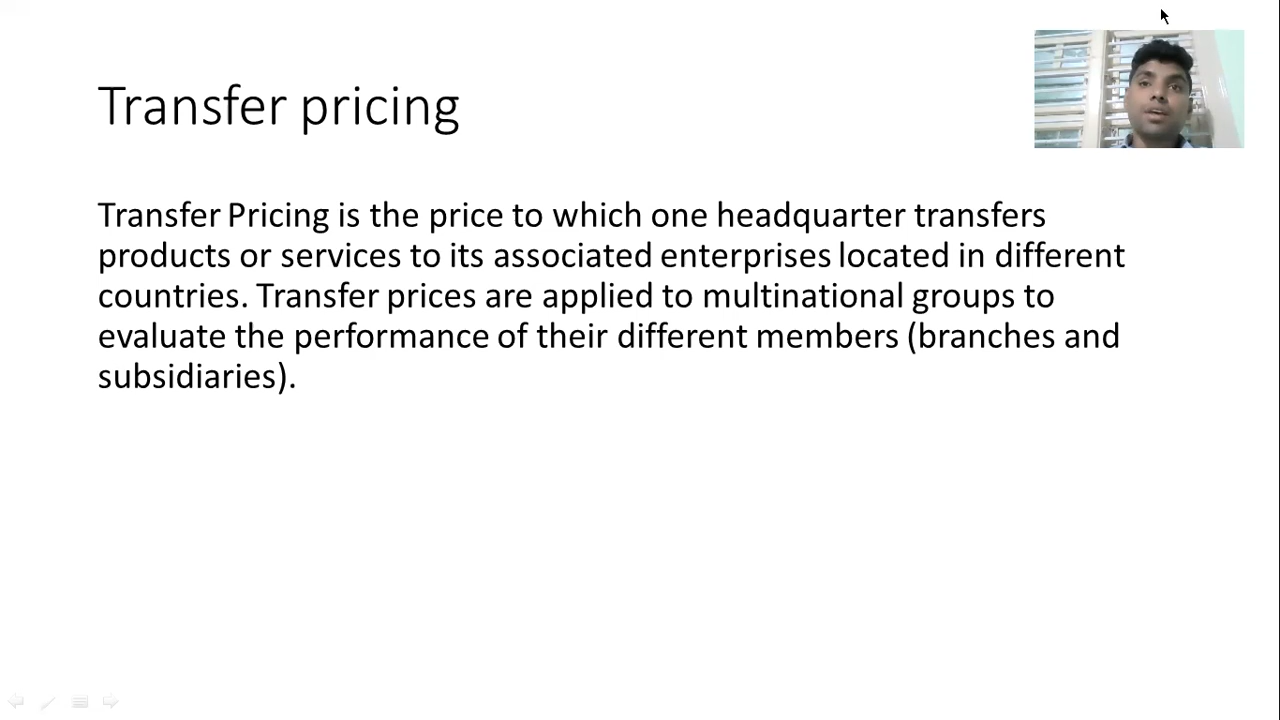 Transfer pricing
Transfer Pricing is the price to which one headquarter transfers
products or services to its associated enterprises located in different
countries. Transfer prices are applied to multinational groups to
evaluate the performance of their different members (branches and
subsidiaries).